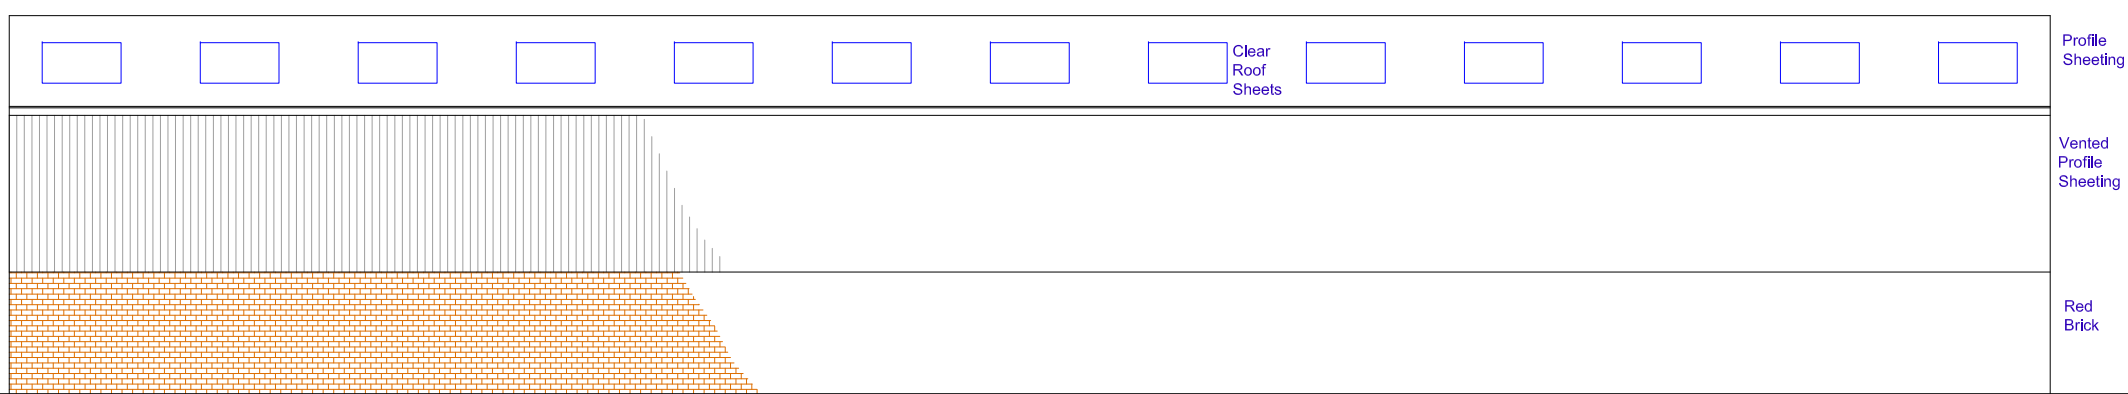 Clear
Roof
Sheets
Profile
Sheeting
Vented
Profile
Sheeting
Red
Brick